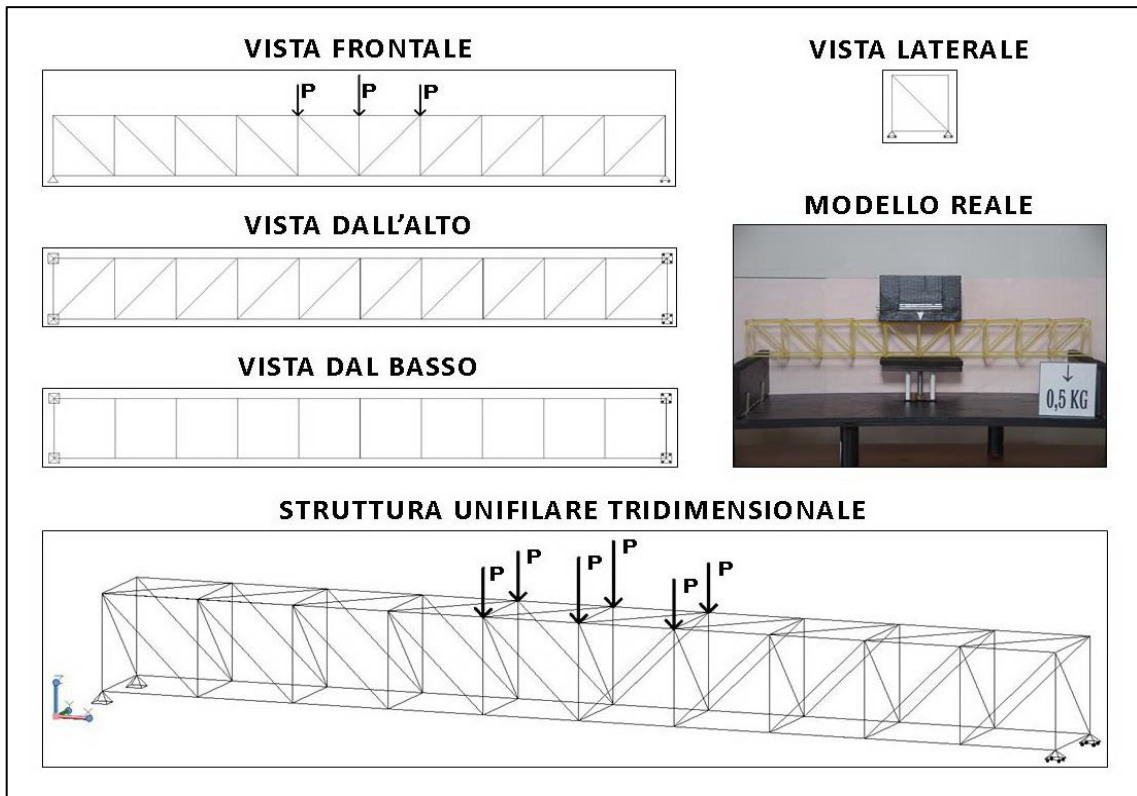 VISTA FRONTALE
P P P
VISTA LATERALE
VISTA DALL'ALTO
MODELLO REALE
0,5 KG
VISTA DAL BASSO
STRUTTURA UNIFILARE TRIDIMENSIONALE
P P P P P P